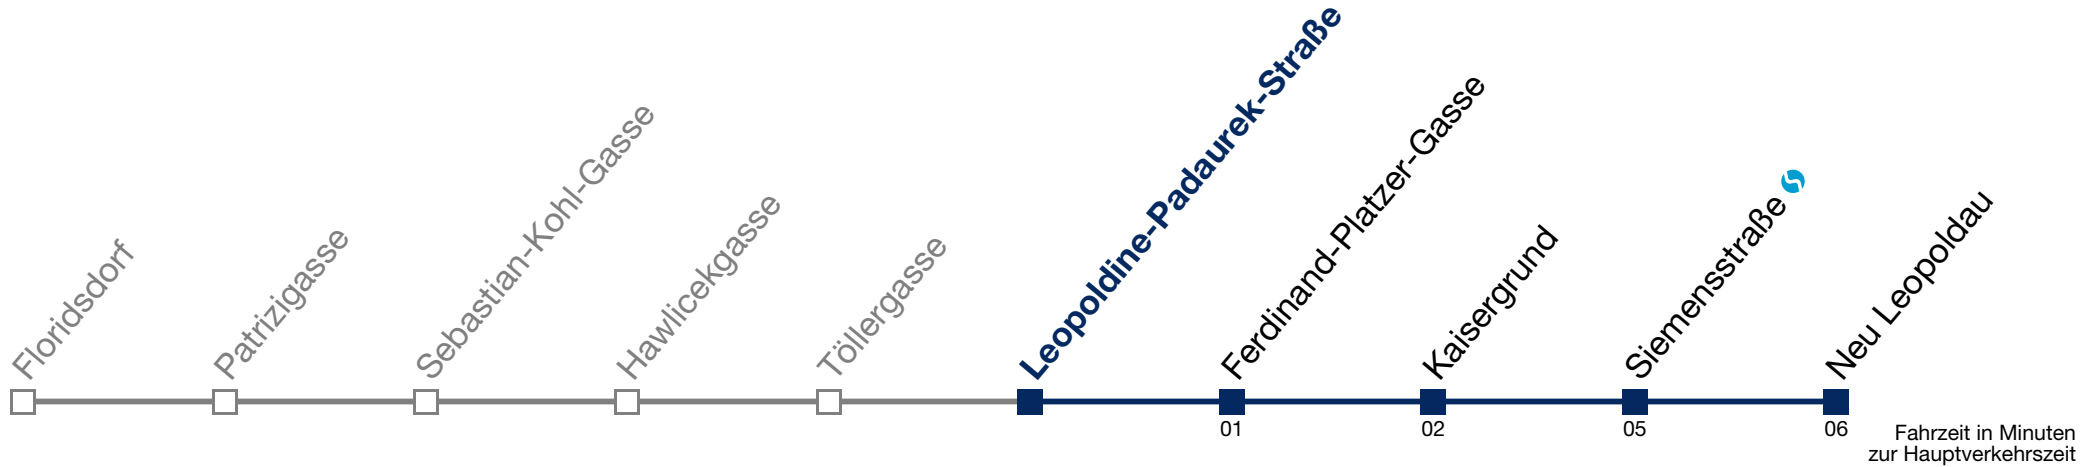 Floridsdorf
Patrizigasse
Sebastian-Kohl-Gasse
Hawlicekgasse
Töllergasse
Leopoldine-Padaurek-Straße
Ferdinand-Platzer-Gasse
Kaisergrund
Siemensstraße
Neu Leopoldau
01
02
05
06
Fahrzeit in Minuten
zur Hauptverkehrszeit